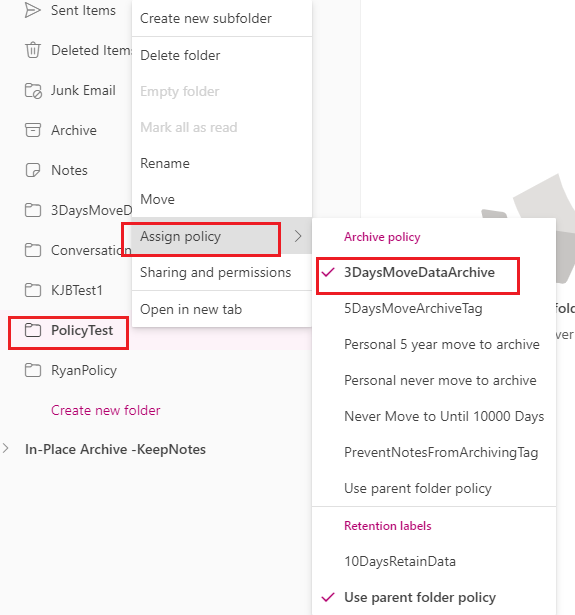 Sent Items
Deleted Items
Junk Email
Archive
Notes
3DaysMoveD
Conversation
KJBTest1
PolicyTest
RyanPolicy
Create new folder
In-Place Archive -KeepNotes
Create new subfolder
Delete folder
Empty folder
Mark all as read
Rename
Move
Assign policy
Sharing and permissions
Open in new tab
Archive policy
3DaysMoveDataArchive
5DaysMoveArchiveTag
Personal 5 year move to archive
Personal never move to archive
Never Move to Until 10000 Days
PreventNotesFromArchivingTag
Use parent folder policy
Retention labels
10DaysRetainData
Use parent folder policy